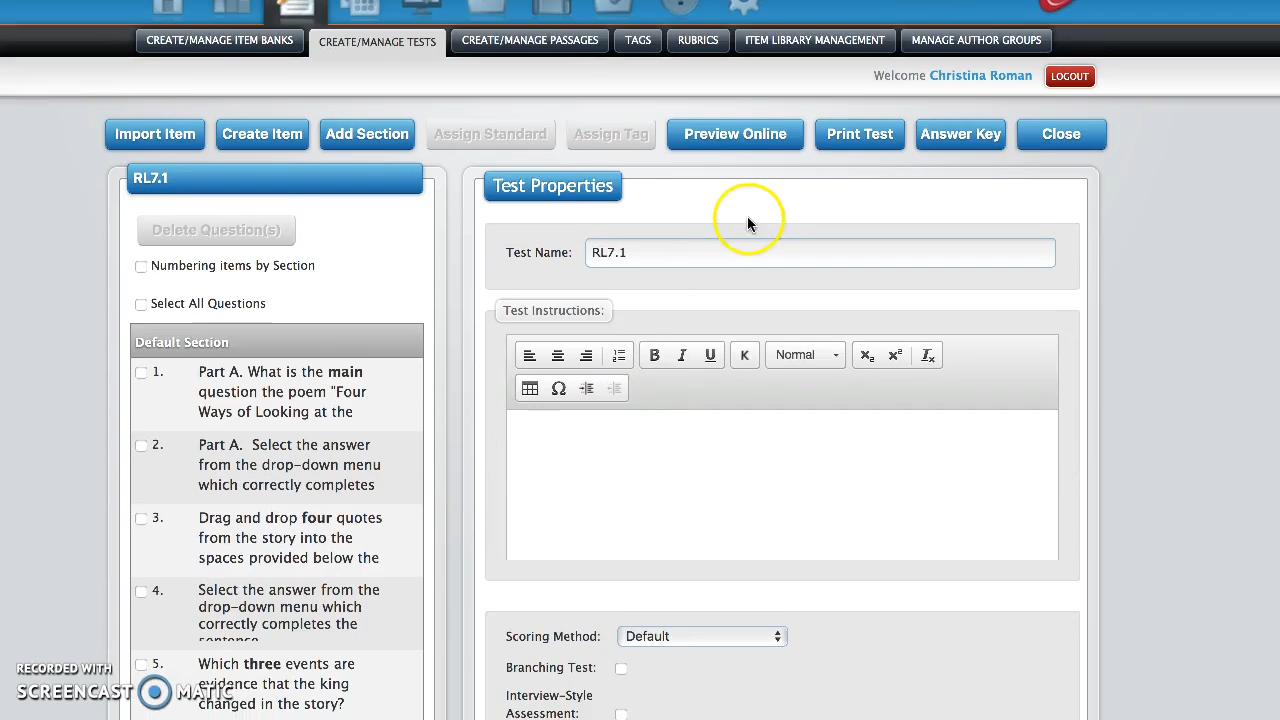 CREATE/MANAGE ITEM BANKS
CREATE/MANAGE TESTS
CREATE/MANAGE PASSAGES
TAGS
RUBRICS
ITEM LIBRARY MANAGEMENT
MANAGE AUTHOR GROUPS
Welcome Christina Roman
LOGOUT
Import Item
Create Item
Add Section
Assign Standard
Assign Tag
Preview Online
Print Test
Answer Key
Close
RL7.1
Delete Question(s)
Numbering items by Section
Select All Questions
Default Section
1. Part A. What is the main
question the poem "Four
Ways of Looking at the
2. Part A. Select the answer
from the drop-down menu
which correctly completes
3. Drag and drop four quotes
from the story into the
spaces provided below the
4. Select the answer from the
drop-down menu which
correctly completes the
sentence
5. Which three events are
evidence that the king
changed in the story?
Test Properties
Test Name: RL7.1
Test Instructions:
B I U K Normal x₂ x² Ix
Ω
Scoring Method: Default
Branching Test:
Interview-Style
Assessment:
RECORDED WITH
SCREENCAST MATIC